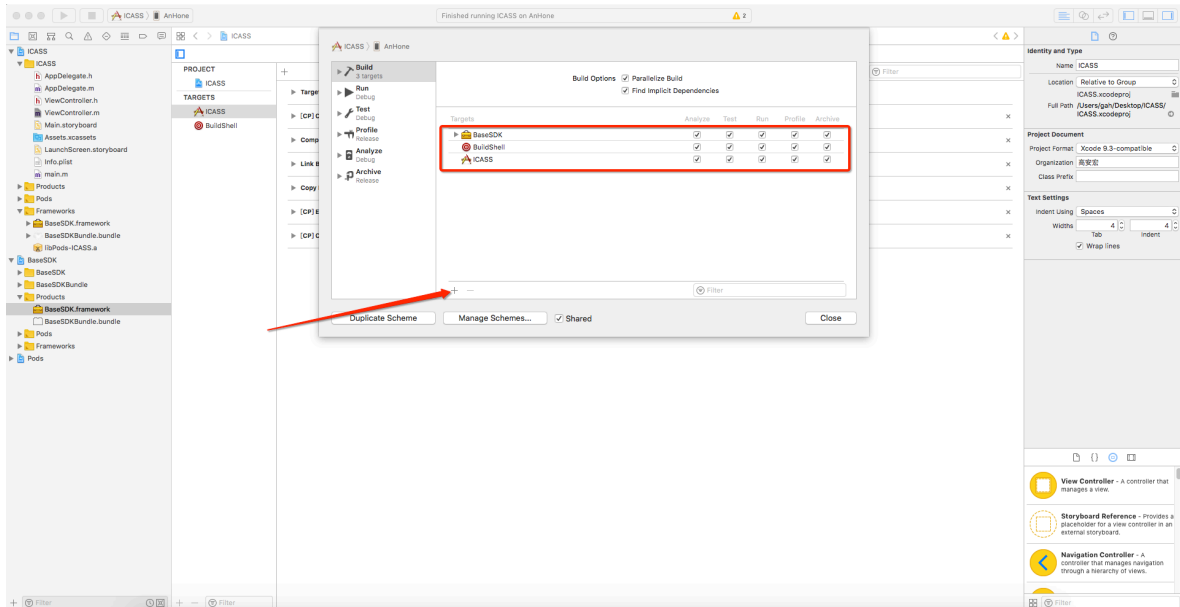 ICASS 〉 AnHone
Finished running ICASS on AnHone
2
ICASS
ICASS
ICASS
AppDelegate.h
AppDelegate.m
ViewController.h
ViewController.m
Main.storyboard
Assets.xcassets
LaunchScreen.storyboard
Info.plist
main.m
Products
Pods
Frameworks
BaseSDK.framework
BaseSDKBundle.bundle
libPods-ICASS.a
BaseSDK
BaseSDK
BaseSDKBundle
Products
BaseSDK.framework
BaseSDKBundle.bundle
Pods
Frameworks
Pods
Filter
PROJECT
ICASS
TARGETS
ICASS
BuildShell
Filter
Filter
Targe
[CP] C
Comp
Link B
Copy
[CP] E
[CP] C
ICASS 〉 AnHone
Build
3 targets
Run
Debug
Test
Debug
Profile
Release
Analyze
Debug
Archive
Release
Build Options Parallelize Build
Find Implicit Dependencies
Targets Analyze Test Run Profile Archive
BaseSDK
BuildShell
ICASS
Filter
Duplicate Scheme Manage Schemes... Shared Close
Identity and Type
Name ICASS
Location Relative to Group
ICASS.xcodeproj
Full Path /Users/gah/Desktop/ICASS/
ICASS.xcodeproj
Project Document
Project Format Xcode 9.3-compatible
Organization 高安宏
Class Prefix
Text Settings
Indent Using Spaces
Widths 4 4
Tab Indent
Wrap lines
View Controller - A controller that
manages a view.
Storyboard Reference - Provides a
placeholder for a view controller in an
external storyboard.
Navigation Controller - A
controller that manages navigation
through a hierarchy of views.
Filter